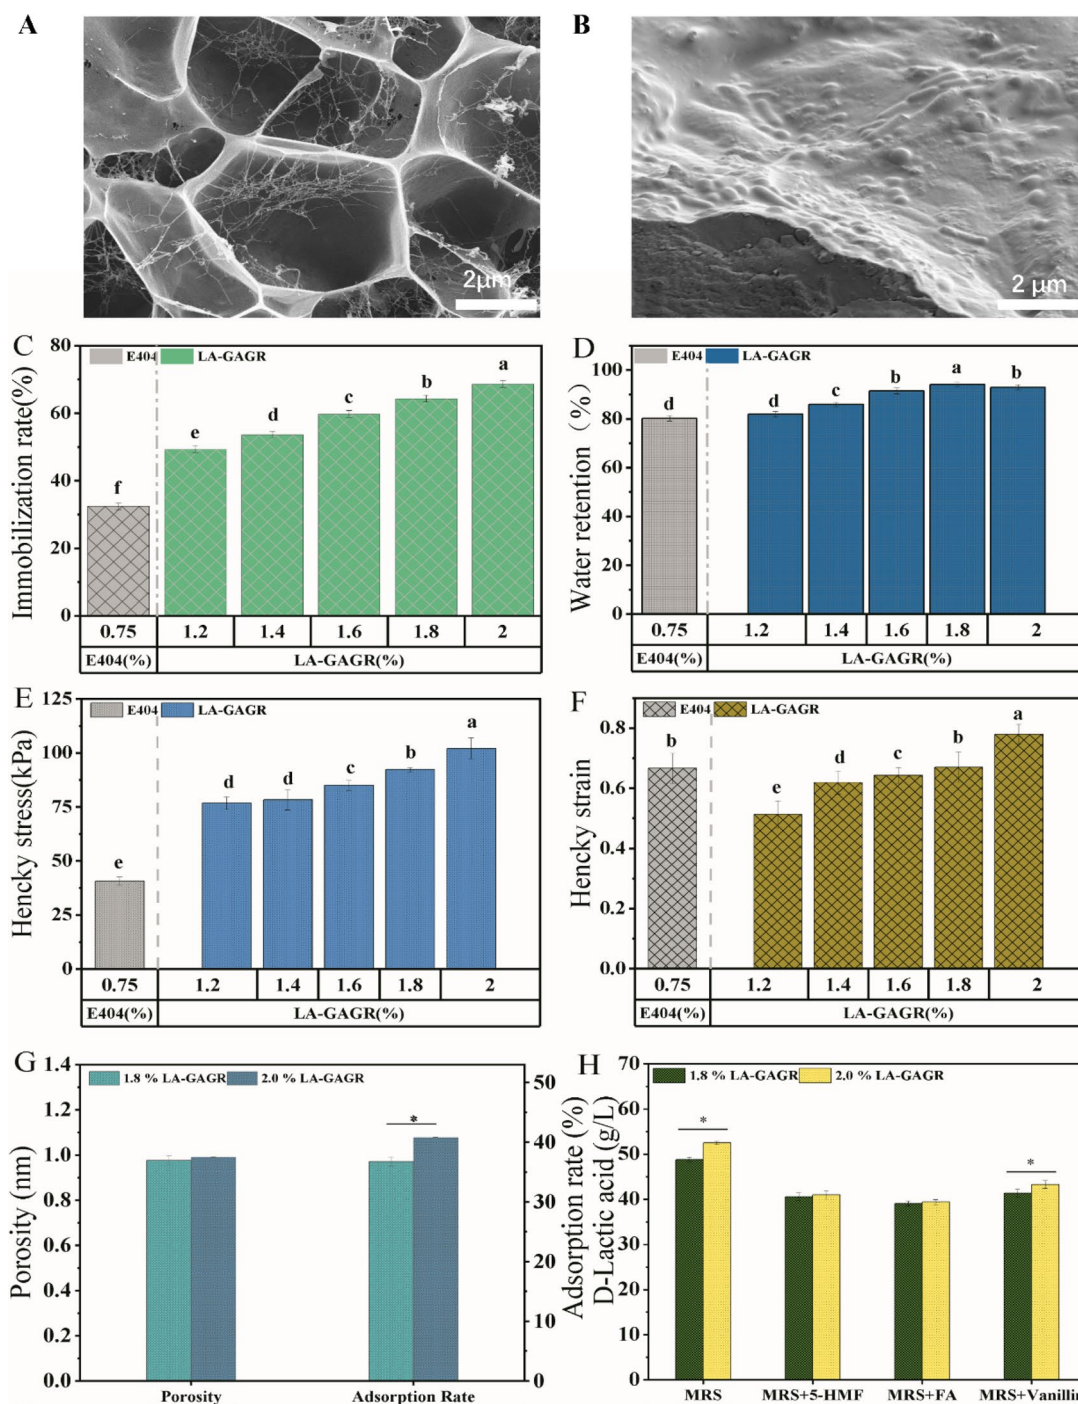 A
B
2μm
2 μm
C
E404 LA-GAGR
Immobilization rate(%)
80
60
40
20
0
f e d c b a
0.75 1.2 1.4 1.6 1.8 2
E404(%) LA-GAGR(%)
D
E404 LA-GAGR
Water retention (%)
100
80
60
40
20
0
d d c b a b
0.75 1.2 1.4 1.6 1.8 2
E404(%) LA-GAGR(%)
E
E404 LA-GAGR
Hencky stress(kPa)
125
100
75
50
25
0
e d d c b a
0.75 1.2 1.4 1.6 1.8 2
E404(%) LA-GAGR(%)
F
E404 LA-GAGR
Hencky strain
0.8
0.6
0.4
0.2
0.0
b e d c b a
0.75 1.2 1.4 1.6 1.8 2
E404(%) LA-GAGR(%)
G
1.8 % LA-GAGR 2.0 % LA-GAGR
Porosity (nm)
1.4
1.2
1.0
0.8
0.6
0.4
0.2
0.0
*
50
40
30
20
10
0
Adsorption rate (%)
Porosity Adsorption Rate
H
1.8 % LA-GAGR 2.0 % LA-GAGR
D-Lactic acid (g/L)
70
60
50
40
30
20
10
0
* *
MRS MRS+5-HMF MRS+FA MRS+Vanillin